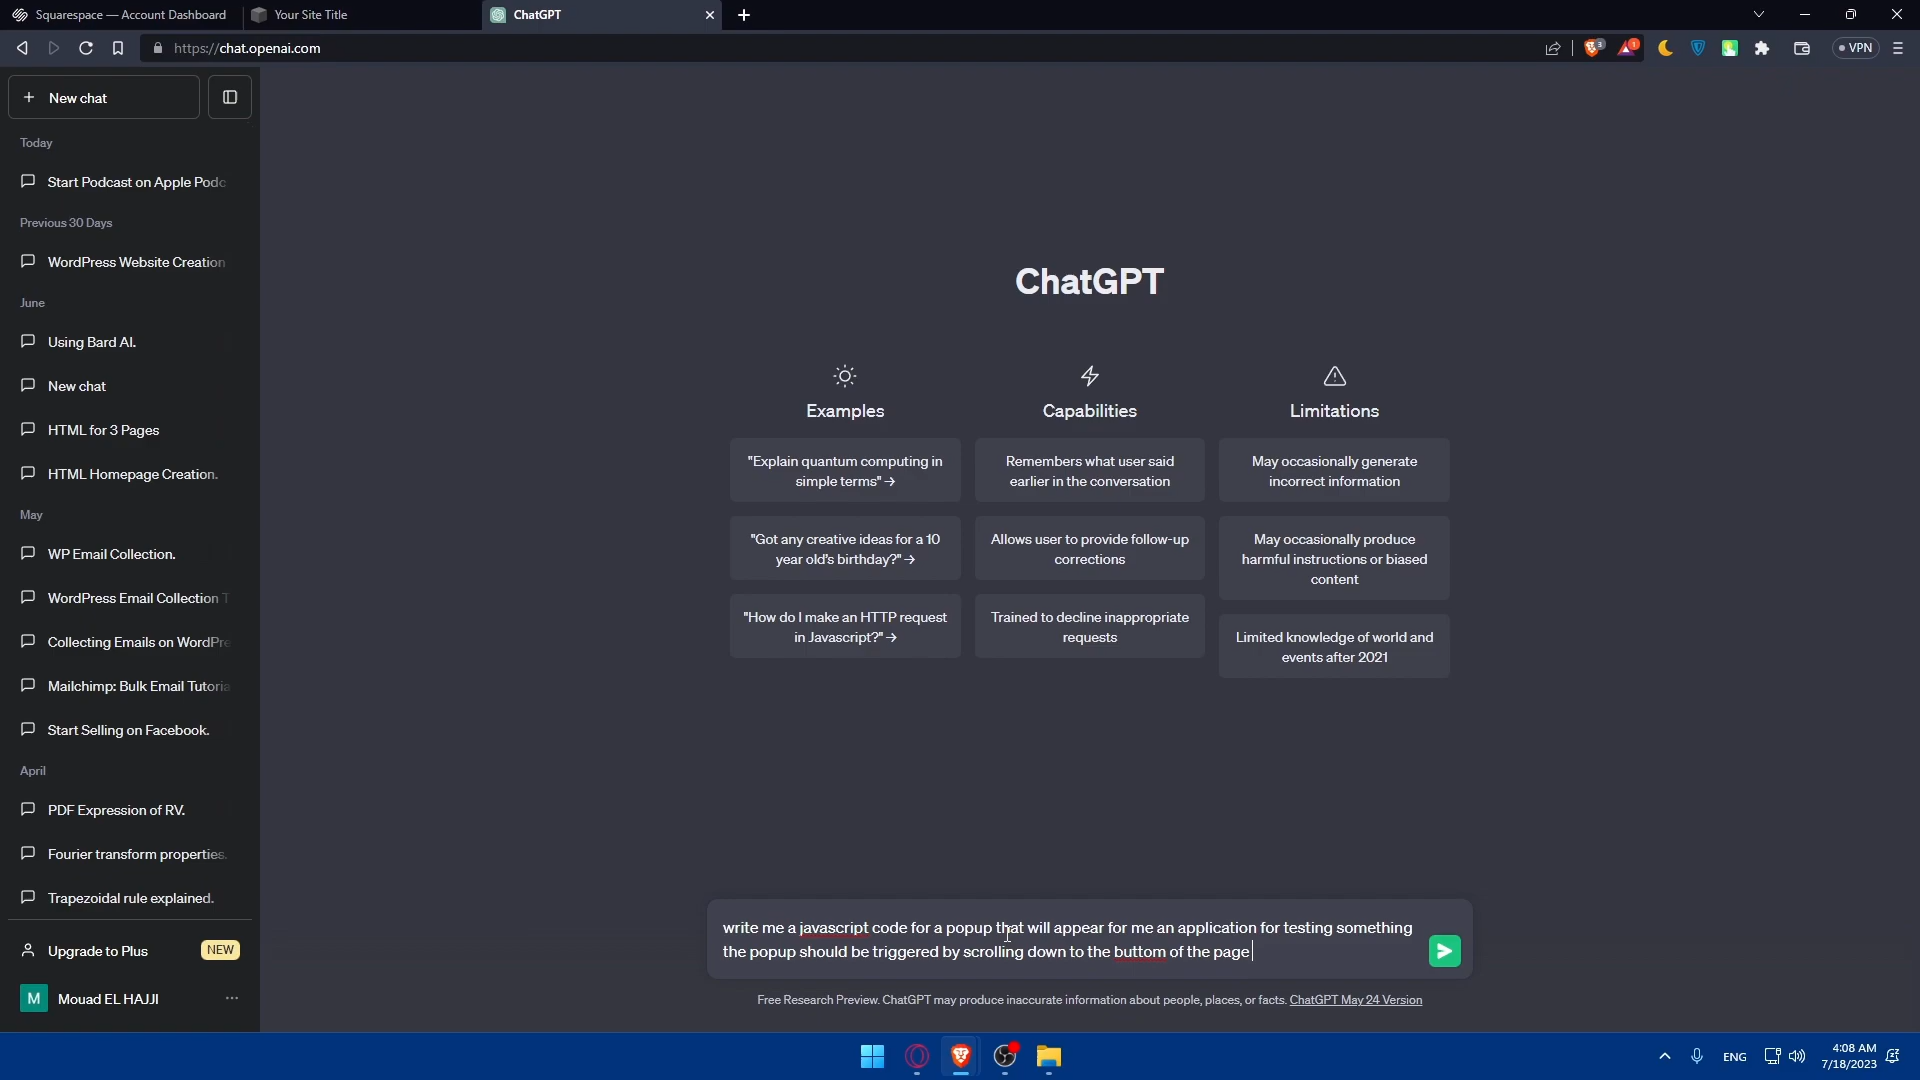 Squarespace — Account Dashboard
Your Site Title
ChatGPT
https://chat.openai.com
3
1
VPN
New chat
Today
Start Podcast on Apple Podc
Previous 30 Days
WordPress Website Creation
June
Using Bard AI.
New chat
HTML for 3 Pages
HTML Homepage Creation.
May
WP Email Collection.
WordPress Email Collection T
Collecting Emails on WordPre
Mailchimp: Bulk Email Tutoria
Start Selling on Facebook.
April
PDF Expression of RV.
Fourier transform properties.
Trapezoidal rule explained.
Upgrade to Plus
NEW
M
Mouad EL HAJJI
ChatGPT
Examples
"Explain quantum computing in
simple terms" →
"Got any creative ideas for a 10
year old's birthday?" →
"How do I make an HTTP request
in Javascript?" →
Capabilities
Remembers what user said
earlier in the conversation
Allows user to provide follow-up
corrections
Trained to decline inappropriate
requests
Limitations
May occasionally generate
incorrect information
May occasionally produce
harmful instructions or biased
content
Limited knowledge of world and
events after 2021
write me a javascript code for a popup that will appear for me an application for testing something
the popup should be triggered by scrolling down to the buttom of the page
Free Research Preview. ChatGPT may produce inaccurate information about people, places, or facts. ChatGPT May 24 Version
ENG
4:08 AM
7/18/2023